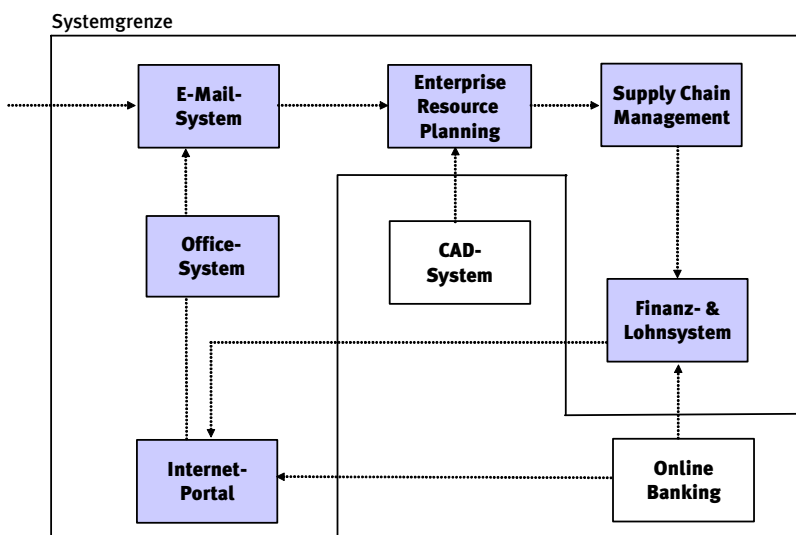 Systemgrenze
E-Mail-
System
Enterprise
Resource
Planning
Supply Chain
Management
Office-
System
CAD-
System
Finanz- &
Lohnsystem
Internet-
Portal
Online
Banking